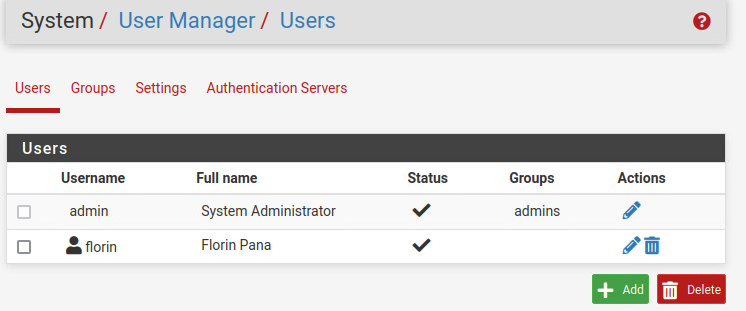 System / User Manager / Users
Users Groups Settings Authentication Servers
Users
Username Full name Status Groups Actions
admin System Administrator admins
florin Florin Pana
Add Delete